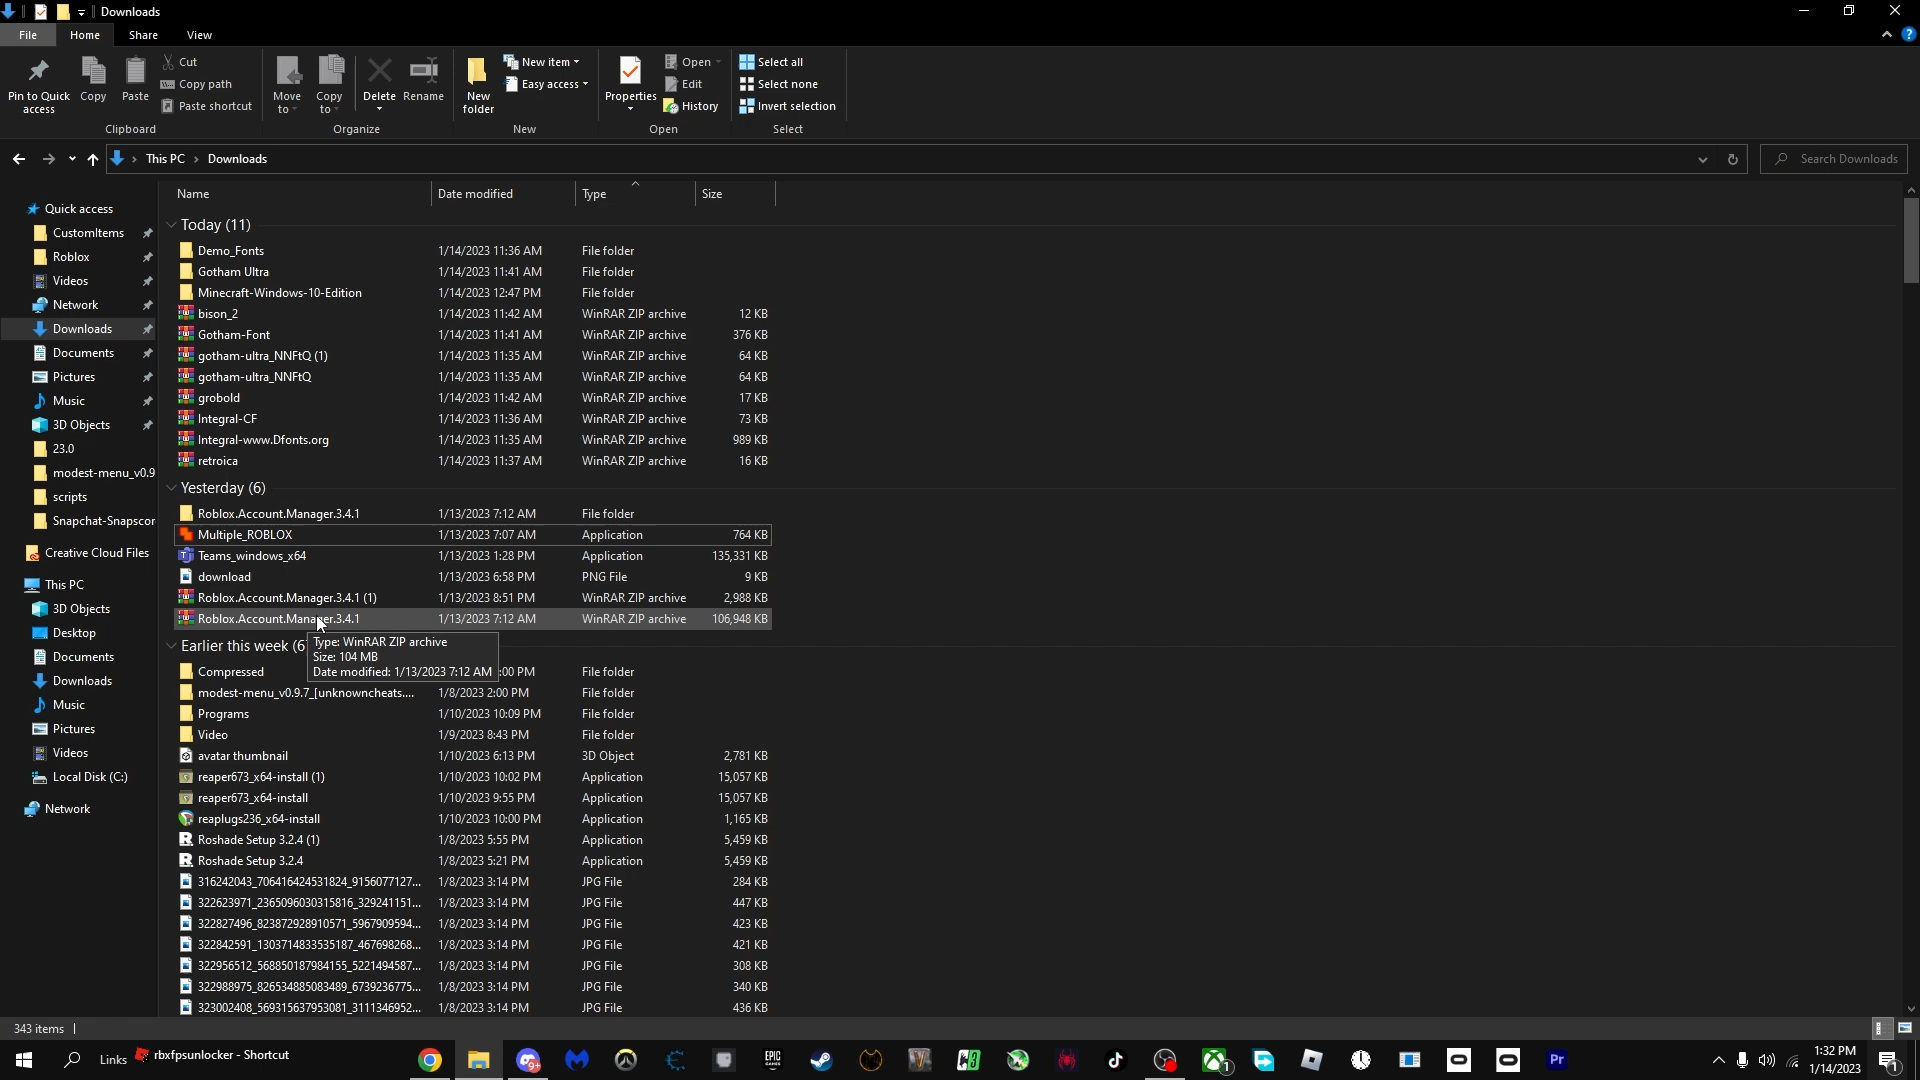 Downloads
File Home Share View
Pin to Quick access
Copy
Paste
Cut
Copy path
Paste shortcut
Clipboard
Move to
Copy to
Delete
Rename
Organize
New folder
New item
Easy access
New
Properties
Open
Edit
History
Open
Select all
Select none
Invert selection
Select
This PC › Downloads
Search Downloads
Name Date modified Type Size
Quick access
CustomItems
Roblox
Videos
Network
Downloads
Documents
Pictures
Music
3D Objects
23.0
modest-menu_v0.9
scripts
Snapchat-Snapscor
Creative Cloud Files
This PC
3D Objects
Desktop
Documents
Downloads
Music
Pictures
Videos
Local Disk (C:)
Network
Today (11)
Demo_Fonts 1/14/2023 11:36 AM File folder
Gotham Ultra 1/14/2023 11:41 AM File folder
Minecraft-Windows-10-Edition 1/14/2023 12:47 PM File folder
bison_2 1/14/2023 11:42 AM WinRAR ZIP archive 12 KB
Gotham-Font 1/14/2023 11:41 AM WinRAR ZIP archive 376 KB
gotham-ultra_NNFtQ (1) 1/14/2023 11:35 AM WinRAR ZIP archive 64 KB
gotham-ultra_NNFtQ 1/14/2023 11:35 AM WinRAR ZIP archive 64 KB
grobold 1/14/2023 11:42 AM WinRAR ZIP archive 17 KB
Integral-CF 1/14/2023 11:36 AM WinRAR ZIP archive 73 KB
Integral-www.Dfonts.org 1/14/2023 11:35 AM WinRAR ZIP archive 989 KB
retroica 1/14/2023 11:37 AM WinRAR ZIP archive 16 KB
Yesterday (6)
Roblox.Account.Manager.3.4.1 1/13/2023 7:12 AM File folder
Multiple_ROBLOX 1/13/2023 7:07 AM Application 764 KB
Teams_windows_x64 1/13/2023 1:28 PM Application 135,331 KB
download 1/13/2023 6:58 PM PNG File 9 KB
Roblox.Account.Manager.3.4.1 (1) 1/13/2023 8:51 PM WinRAR ZIP archive 2,988 KB
Roblox.Account.Manager.3.4.1 1/13/2023 7:12 AM WinRAR ZIP archive 106,948 KB
Earlier this week (6
Type: WinRAR ZIP archive
Size: 104 MB
Date modified: 1/13/2023 7:12 AM
Compressed :00 PM File folder
modest-menu_v0.9.7_[unknowncheats.... 1/8/2023 2:00 PM File folder
Programs 1/10/2023 10:09 PM File folder
Video 1/9/2023 8:43 PM File folder
avatar thumbnail 1/10/2023 6:13 PM 3D Object 2,781 KB
reaper673_x64-install (1) 1/10/2023 10:02 PM Application 15,057 KB
reaper673_x64-install 1/10/2023 9:55 PM Application 15,057 KB
reaplugs236_x64-install 1/10/2023 10:00 PM Application 1,165 KB
Roshade Setup 3.2.4 (1) 1/8/2023 5:55 PM Application 5,459 KB
Roshade Setup 3.2.4 1/8/2023 5:21 PM Application 5,459 KB
316242043_706416424531824_9156077127... 1/8/2023 3:14 PM JPG File 284 KB
322623971_2365096030315816_329241151... 1/8/2023 3:14 PM JPG File 447 KB
322827496_823872928910571_5967909594... 1/8/2023 3:14 PM JPG File 423 KB
322842591_1303714833535187_467698268... 1/8/2023 3:14 PM JPG File 421 KB
322956512_568850187984155_5221494587... 1/8/2023 3:14 PM JPG File 308 KB
322988975_826534885083489_6739236775... 1/8/2023 3:14 PM JPG File 340 KB
323002408_569315637953081_3111346952... 1/8/2023 3:14 PM JPG File 436 KB
343 items
Links rbxfpsunlocker - Shortcut
9+
EPIC GAMES
1
Pr
1:32 PM
1/14/2023
1